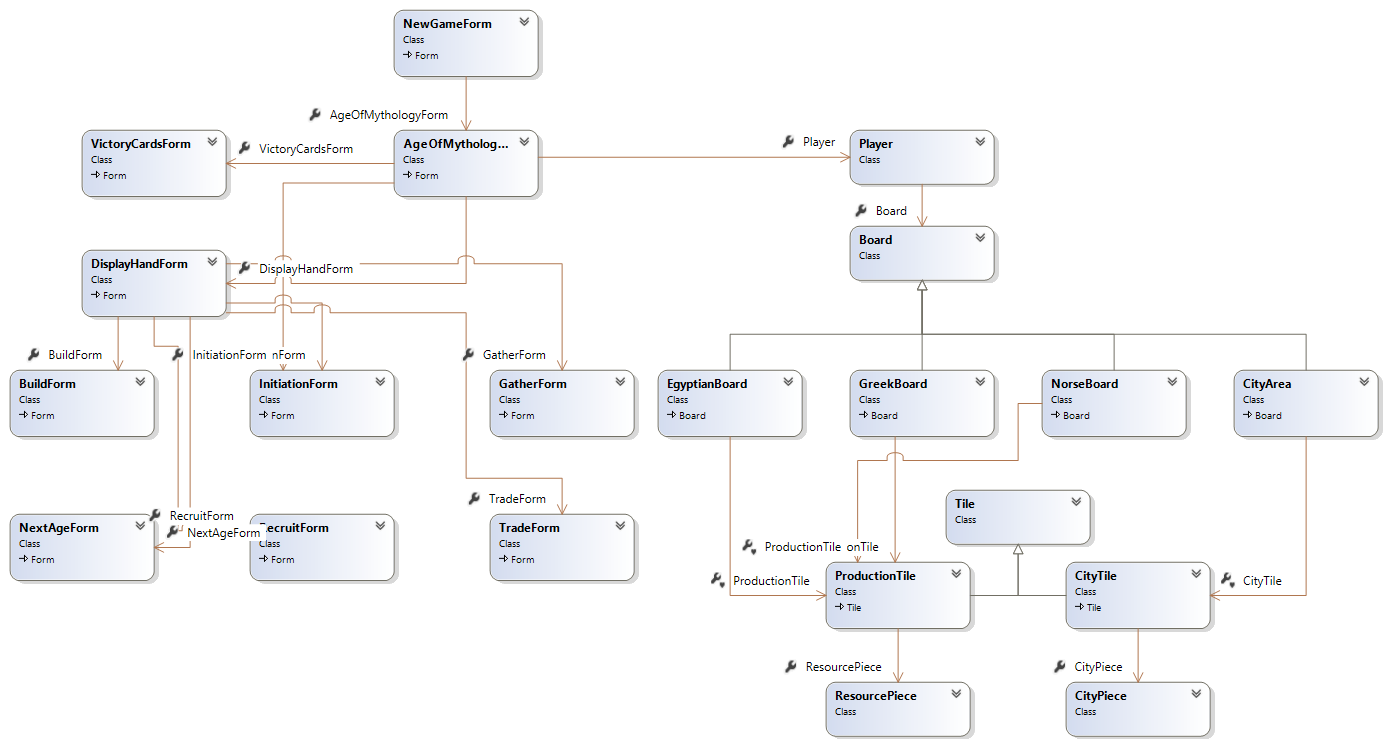 NewGameForm
Class
Form
AgeOfMythologyForm
VictoryCardsForm
Class
Form
VictoryCardsForm
AgeOfMytholog...
Class
Form
Player
Player
Class
Board
Board
Class
DisplayHandForm
Class
Form
DisplayHandForm
BuildForm
InitiationForm
nForm
GatherForm
BuildForm
Class
Form
InitiationForm
Class
Form
GatherForm
Class
Form
EgyptianBoard
Class
Board
GreekBoard
Class
Board
NorseBoard
Class
Board
CityArea
Class
Board
TradeForm
RecruitForm
NextAgeForm
NextAgeForm
Class
Form
RecruitForm
Class
Form
TradeForm
Class
Form
Tile
Class
ProductionTile
onTile
ProductionTile
ProductionTile
Class
Tile
CityTile
Class
Tile
CityTile
ResourcePiece
CityPiece
ResourcePiece
Class
CityPiece
Class